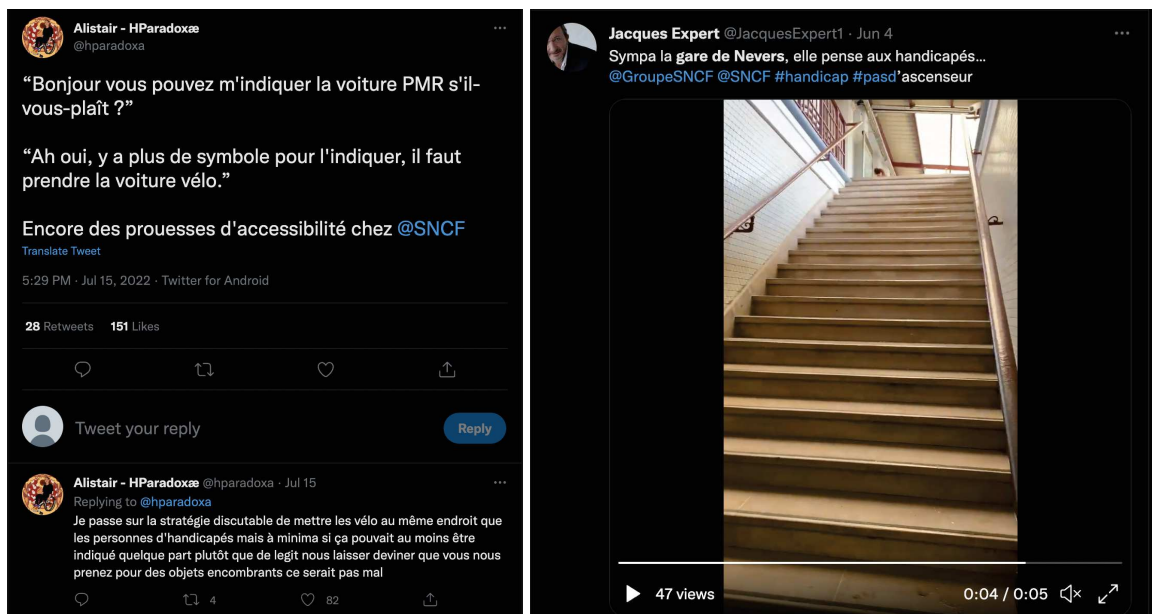 Alistair - HParadoxæ
@hparadoxa
“Bonjour vous pouvez m'indiquer la voiture PMR s'il-
vous-plaît ?”
“Ah oui, y a plus de symbole pour l'indiquer, il faut
prendre la voiture vélo.”
Encore des prouesses d'accessibilité chez @SNCF
Translate Tweet
5:29 PM · Jul 15, 2022 · Twitter for Android
28 Retweets 151 Likes
Tweet your reply
Reply
Alistair - HParadoxæ @hparadoxa · Jul 15
Replying to @hparadoxa
Je passe sur la stratégie discutable de mettre les vélo au même endroit que
les personnes d'handicapés mais à minima si ça pouvait au moins être
indiqué quelque part plutôt que de legit nous laisser deviner que vous nous
prenez pour des objets encombrants ce serait pas mal
4 82
Jacques Expert @JacquesExpert1 · Jun 4
Sympa la gare de Nevers, elle pense aux handicapés...
@GroupeSNCF @SNCF #handicap #pasd'ascenseur
47 views 0:04 / 0:05